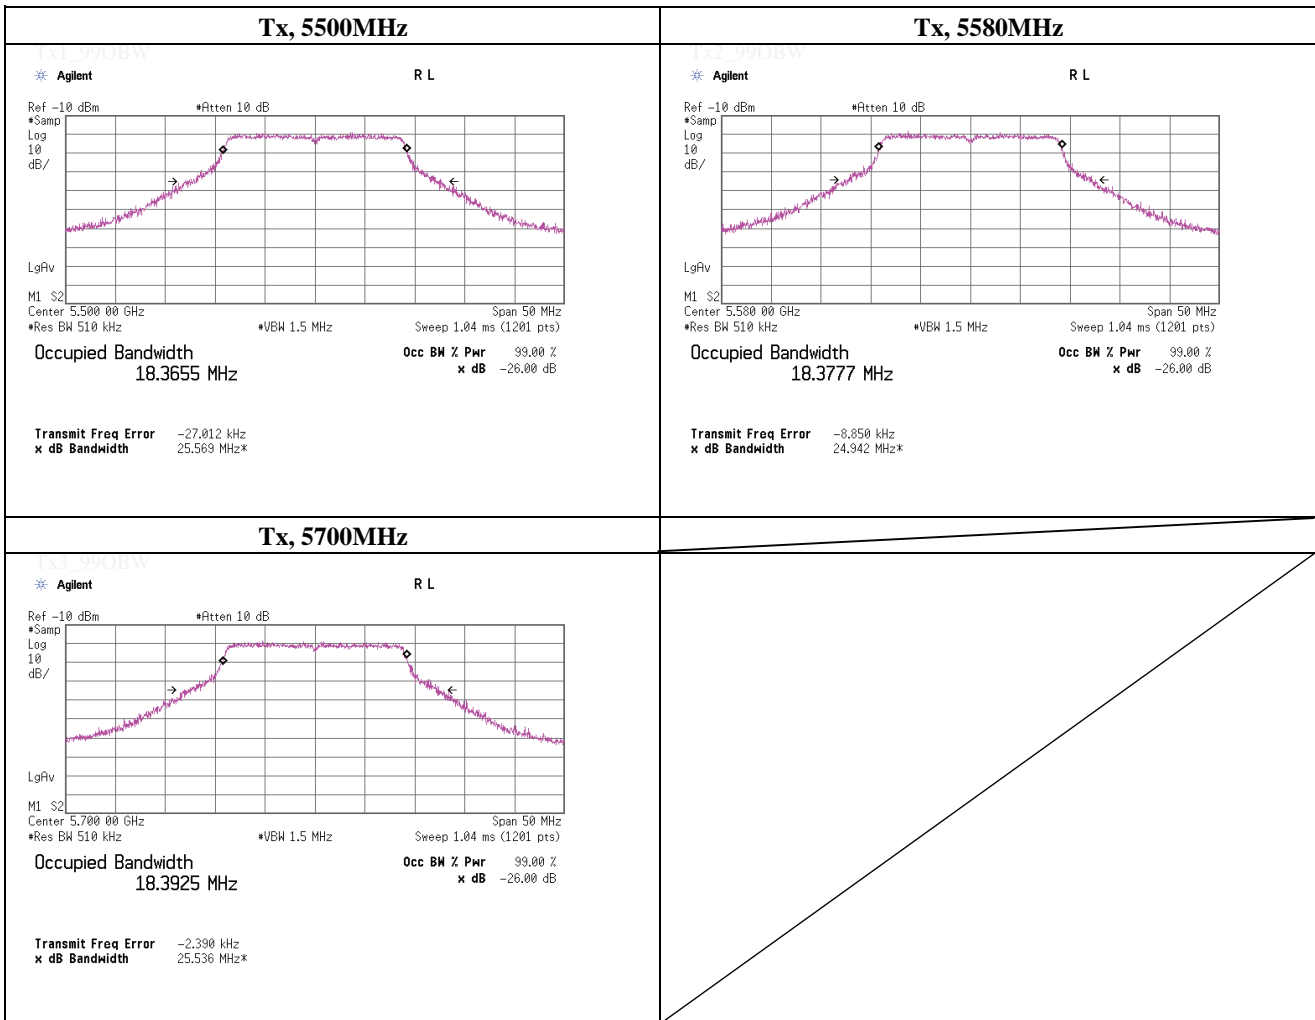 Tx, 5500MHz
Tx1_99OBW
Agilent R L
Ref -10 dBm #Atten 10 dB
#Samp
Log
10
dB/
LgAv
M1 S2
Center 5.500 00 GHz Span 50 MHz
#Res BW 510 kHz #VBW 1.5 MHz Sweep 1.04 ms (1201 pts)
Occupied Bandwidth Occ BW % Pwr 99.00 %
18.3655 MHz x dB -26.00 dB
Transmit Freq Error -27.012 kHz
x dB Bandwidth 25.569 MHz*
Tx, 5580MHz
Tx2_99OBW
Agilent R L
Ref -10 dBm #Atten 10 dB
#Samp
Log
10
dB/
LgAv
M1 S2
Center 5.580 00 GHz Span 50 MHz
#Res BW 510 kHz #VBW 1.5 MHz Sweep 1.04 ms (1201 pts)
Occupied Bandwidth Occ BW % Pwr 99.00 %
18.3777 MHz x dB -26.00 dB
Transmit Freq Error -8.850 kHz
x dB Bandwidth 24.942 MHz*
Tx, 5700MHz
Tx3_99OBW
Agilent R L
Ref -10 dBm #Atten 10 dB
#Samp
Log
10
dB/
LgAv
M1 S2
Center 5.700 00 GHz Span 50 MHz
#Res BW 510 kHz #VBW 1.5 MHz Sweep 1.04 ms (1201 pts)
Occupied Bandwidth Occ BW % Pwr 99.00 %
18.3925 MHz x dB -26.00 dB
Transmit Freq Error -2.390 kHz
x dB Bandwidth 25.536 MHz*